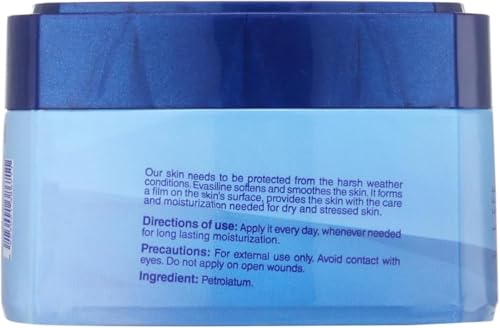 Our skin needs to be protected from the harsh weather
conditions. Evasiline softens and smoothes the skin. It forms
a film on the skin's surface, provides the skin with the care
and moisturization needed for dry and stressed skin.
Directions of use: Apply it every day, whenever needed
for long lasting moisturization.
Precautions: For external use only. Avoid contact with
eyes. Do not apply on open wounds.
Ingredient: Petrolatum.